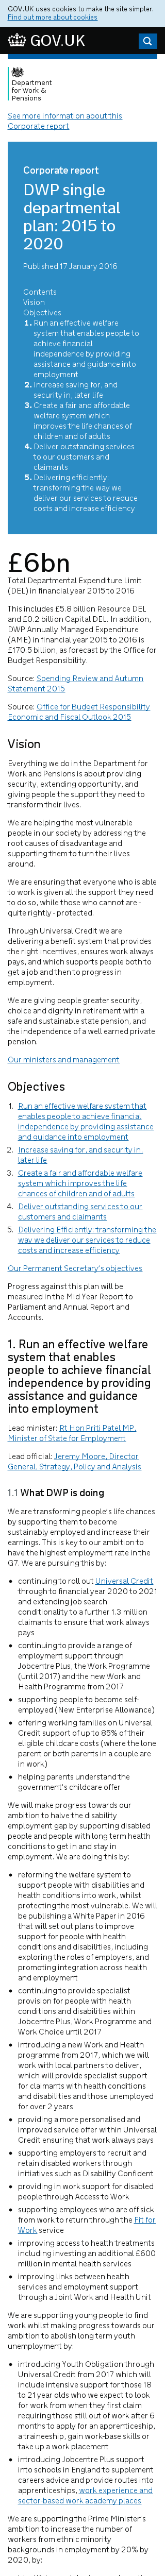 GOV.UK uses cookies to make the site simpler.
Find out more about cookies
GOV.UK
Department
for Work &
Pensions
See more information about this
Corporate report
Corporate report
DWP single
departmental
plan: 2015 to
2020
Published 17 January 2016
Contents
Vision
Objectives
1. Run an effective welfare
system that enables people to
achieve financial
independence by providing
assistance and guidance into
employment
2. Increase saving for, and
security in, later life
3. Create a fair and affordable
welfare system which
improves the life chances of
children and of adults
4. Deliver outstanding services
to our customers and
claimants
5. Delivering efficiently:
transforming the way we
deliver our services to reduce
costs and increase efficiency
£6bn
Total Departmental Expenditure Limit
(DEL) in financial year 2015 to 2016
This includes £5.8 billion Resource DEL
and £0.2 billion Capital DEL. In addition,
DWP Annually Managed Expenditure
(AME) in financial year 2015 to 2016 is
£170.5 billion, as forecast by the Office for
Budget Responsibility.
Source: Spending Review and Autumn
Statement 2015
Source: Office for Budget Responsibility
Economic and Fiscal Outlook 2015
Vision
Everything we do in the Department for
Work and Pensions is about providing
security, extending opportunity, and
giving people the support they need to
transform their lives.
We are helping the most vulnerable
people in society by addressing the root
causes of disadvantage and
supporting them to turn their lives
around.
We are ensuring that everyone who is able
to work is given all the support they need
to do so, while those who cannot are -
quite rightly - protected.
Through Universal Credit we are
delivering a benefit system that provides
the right incentives, ensures work always
pays, and which supports people both to
get a job and then to progress in
employment.
We are giving people greater security,
choice and dignity in retirement with a
safe and sustainable state pension, and
the independence of a well earned private
pension.
Our ministers and management
Objectives
1. Run an effective welfare system that
enables people to achieve financial
independence by providing assistance
and guidance into employment
2. Increase saving for, and security in,
later life
3. Create a fair and affordable welfare
system which improves the life
chances of children and of adults
4. Deliver outstanding services to our
customers and claimants
5. Delivering Efficiently: transforming the
way we deliver our services to reduce
costs and increase efficiency
Our Permanent Secretary's objectives
Progress against this plan will be
assessed in the Mid Year Report to
Parliament and Annual Report and
Accounts.
1. Run an effective welfare
system that enables
people to achieve financial
independence by providing
assistance and guidance
into employment
Lead minister: Rt Hon Priti Patel MP,
Minister of State for Employment
Lead official: Jeremy Moore, Director
General, Strategy, Policy and Analysis
1.1 What DWP is doing
We are transforming people's life chances
by supporting them to become
sustainably employed and increase their
earnings. This is key to our ambition to
have the highest employment rate in the
G7. We are pursuing this by:
• continuing to roll out Universal Credit
through to financial year 2020 to 2021
and extending job search
conditionality to a further 1.3 million
claimants to ensure that work always
pays
• continuing to provide a range of
employment support through
Jobcentre Plus, the Work Programme
(until 2017) and the new Work and
Health Programme from 2017
• supporting people to become self-
employed (New Enterprise Allowance)
• offering working families on Universal
Credit support of up to 85% of their
eligible childcare costs (where the lone
parent or both parents in a couple are
in work)
• helping parents understand the
government's childcare offer
We will make progress towards our
ambition to halve the disability
employment gap by supporting disabled
people and people with long term health
conditions to get in and stay in
employment. We are doing this by:
• reforming the welfare system to
support people with disabilities and
health conditions into work, whilst
protecting the most vulnerable. We will
be publishing a White Paper in 2016
that will set out plans to improve
support for people with health
conditions and disabilities, including
exploring the roles of employers, and
promoting integration across health
and employment
• continuing to provide specialist
provision for people with health
conditions and disabilities within
Jobcentre Plus, Work Programme and
Work Choice until 2017
• introducing a new Work and Health
programme from 2017, which we will
work with local partners to deliver,
which will provide specialist support
for claimants with health conditions
and disabilities and those unemployed
for over 2 years
• providing a more personalised and
improved service offer within Universal
Credit ensuring that work always pays
• supporting employers to recruit and
retain disabled workers through
initiatives such as Disability Confident
• providing in work support for disabled
people through Access to Work
• supporting employees who are off sick
from work to return through the Fit for
Work service
• improving access to health treatments
including investing an additional £600
million in mental health services
• improving links between health
services and employment support
through a Joint Work and Health Unit
We are supporting young people to find
work whilst making progress towards our
ambition to abolish long term youth
unemployment by:
• introducing Youth Obligation through
Universal Credit from 2017 which will
include intensive support for those 18
to 21 year olds who we expect to look
for work from when they first claim
requiring those out of work after 6
months to apply for an apprenticeship,
a traineeship, gain work-base skills or
take up a work placement
• introducing Jobcentre Plus support
into schools in England to supplement
careers advice and provide routes into
apprenticeships, work experience and
sector-based work academy places
We are supporting the Prime Minister's
ambition to increase the number of
workers from ethnic minority
backgrounds in employment by 20% by
2020, by: